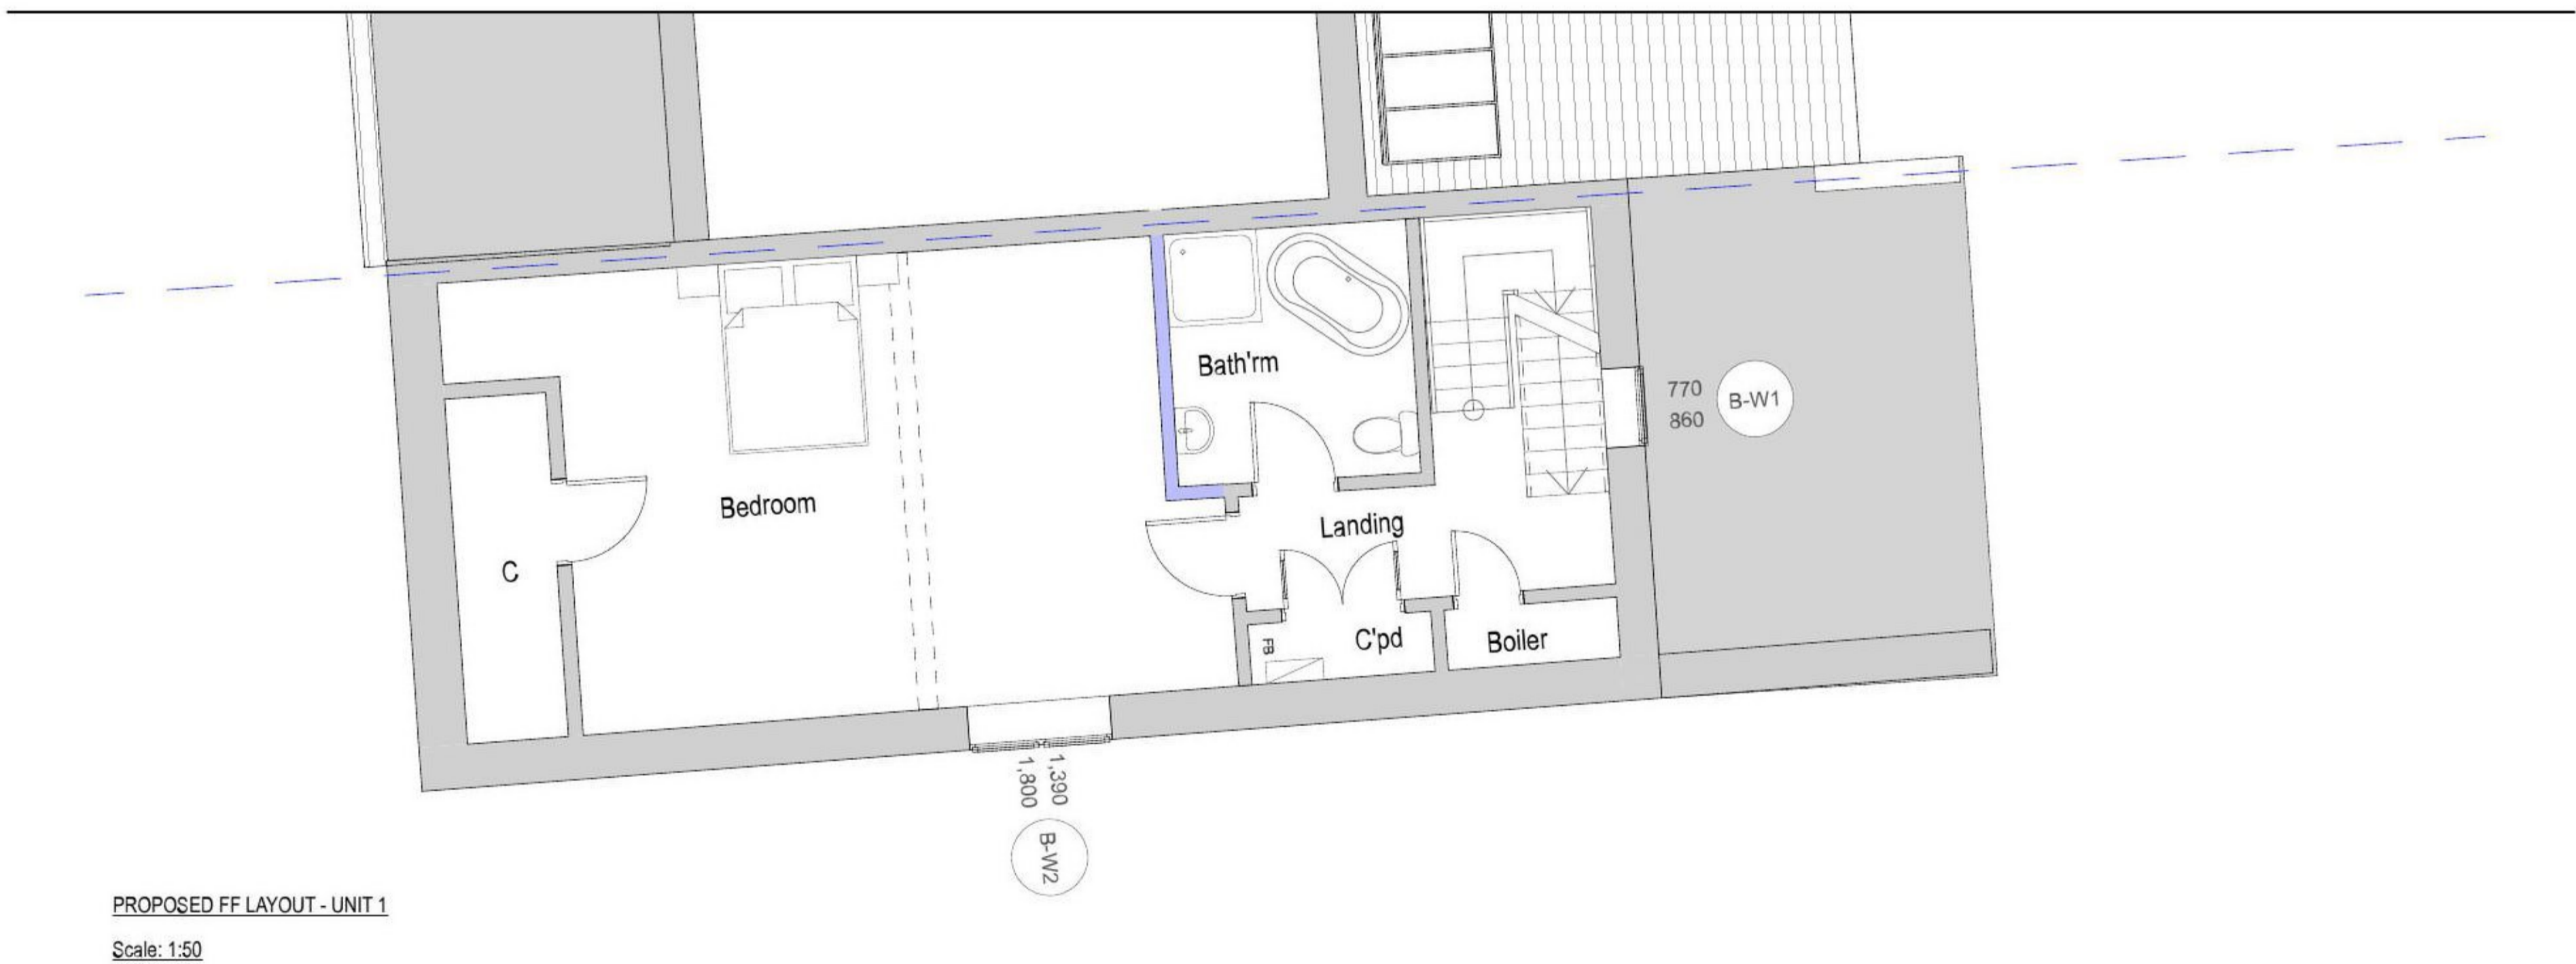 Bath'rm
770
860
B-W1
Bedroom
Landing
C
FB
C'pd
Boiler
1,390
1,800
B-W2
PROPOSED FF LAYOUT - UNIT 1
Scale: 1:50